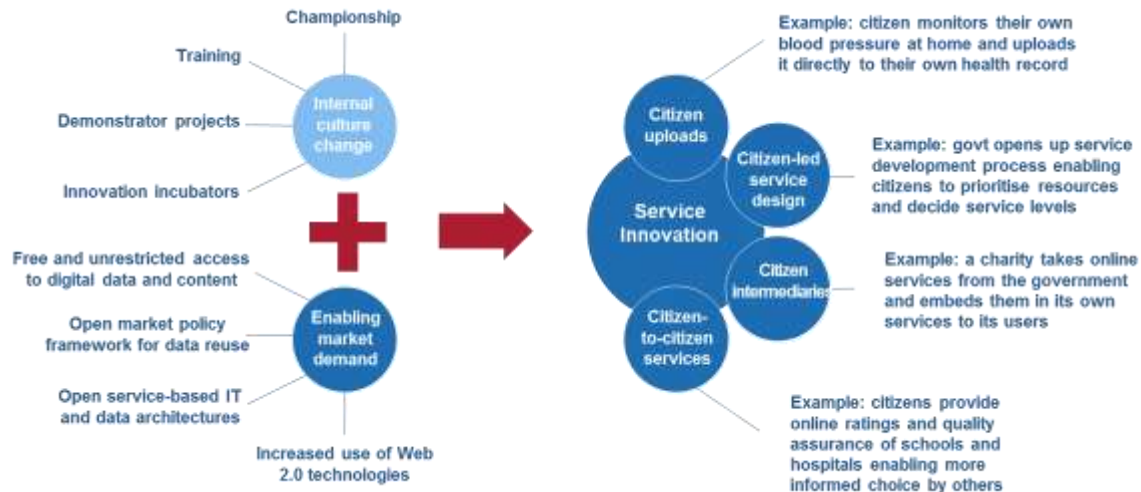 Championship
Training
Demonstrator projects
Innovation incubators
Internal
culture
change
Free and unrestricted access
to digital data and content
Open market policy
framework for data reuse
Open service-based IT
and data architectures
Increased use of Web
2.0 technologies
Enabling
market
demand
Service
Innovation
Citizen
uploads
Example: citizen monitors their own
blood pressure at home and uploads
it directly to their own health record
Citizen-led
service
design
Example: govt opens up service
development process enabling
citizens to prioritise resources
and decide service levels
Citizen
intermediaries
Example: a charity takes online
services from the government
and embeds them in its own
services to its users
Citizen-
to-citizen
services
Example: citizens provide
online ratings and quality
assurance of schools and
hospitals enabling more
informed choice by others